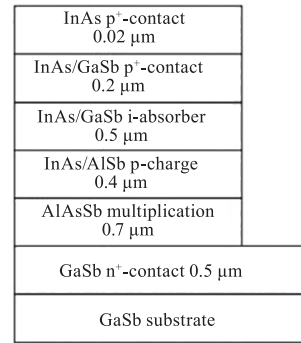 InAs p⁺-contact
0.02 μm
InAs/GaSb p⁺-contact
0.2 μm
InAs/GaSb i-absorber
0.5 μm
InAs/AlSb p-charge
0.4 μm
AlAsSb multiplication
0.7 μm
GaSb n⁺-contact 0.5 μm
GaSb substrate